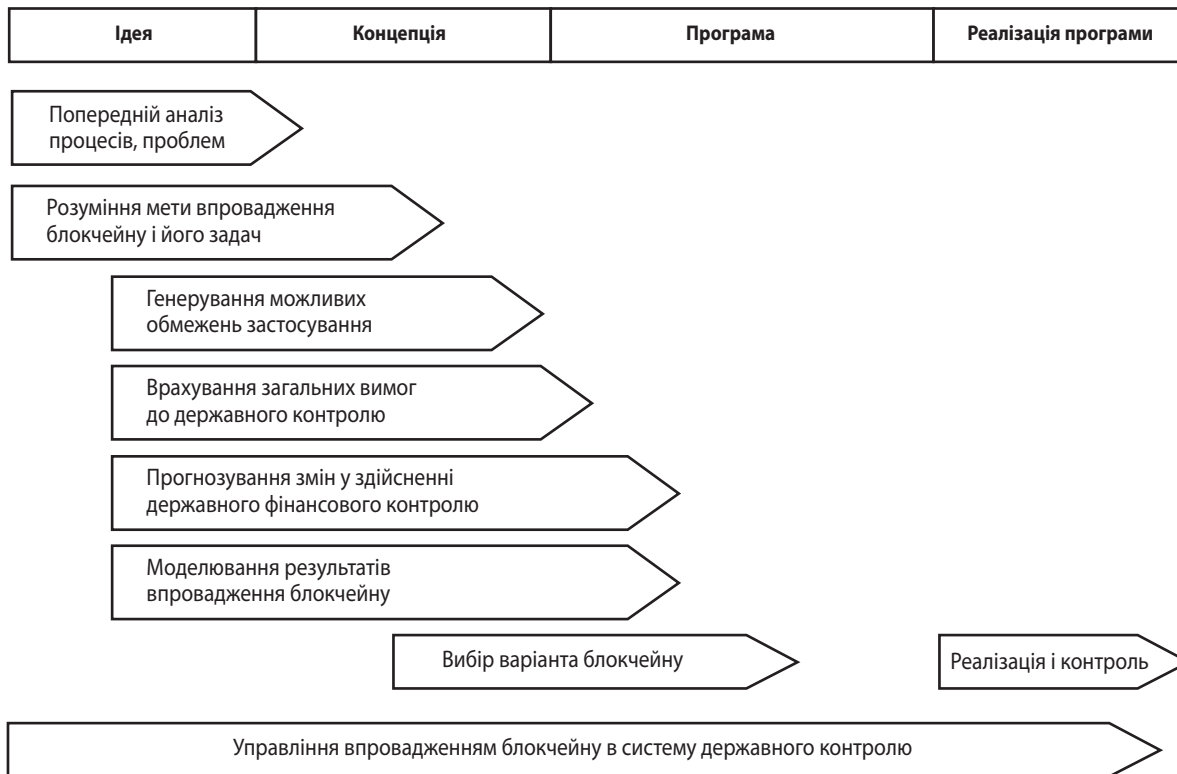 Ідея
Концепція
Програма
Реалізація програми
Попередній аналіз
процесів, проблем
Розуміння мети впровадження
блокчейну і його задач
Генерування можливих
обмежень застосування
Врахування загальних вимог
до державного контролю
Прогнозування змін у здійсненні
державного фінансового контролю
Моделювання результатів
впровадження блокчейну
Вибір варіанта блокчейну
Реалізація і контроль
Управління впровадженням блокчейну в систему державного контролю